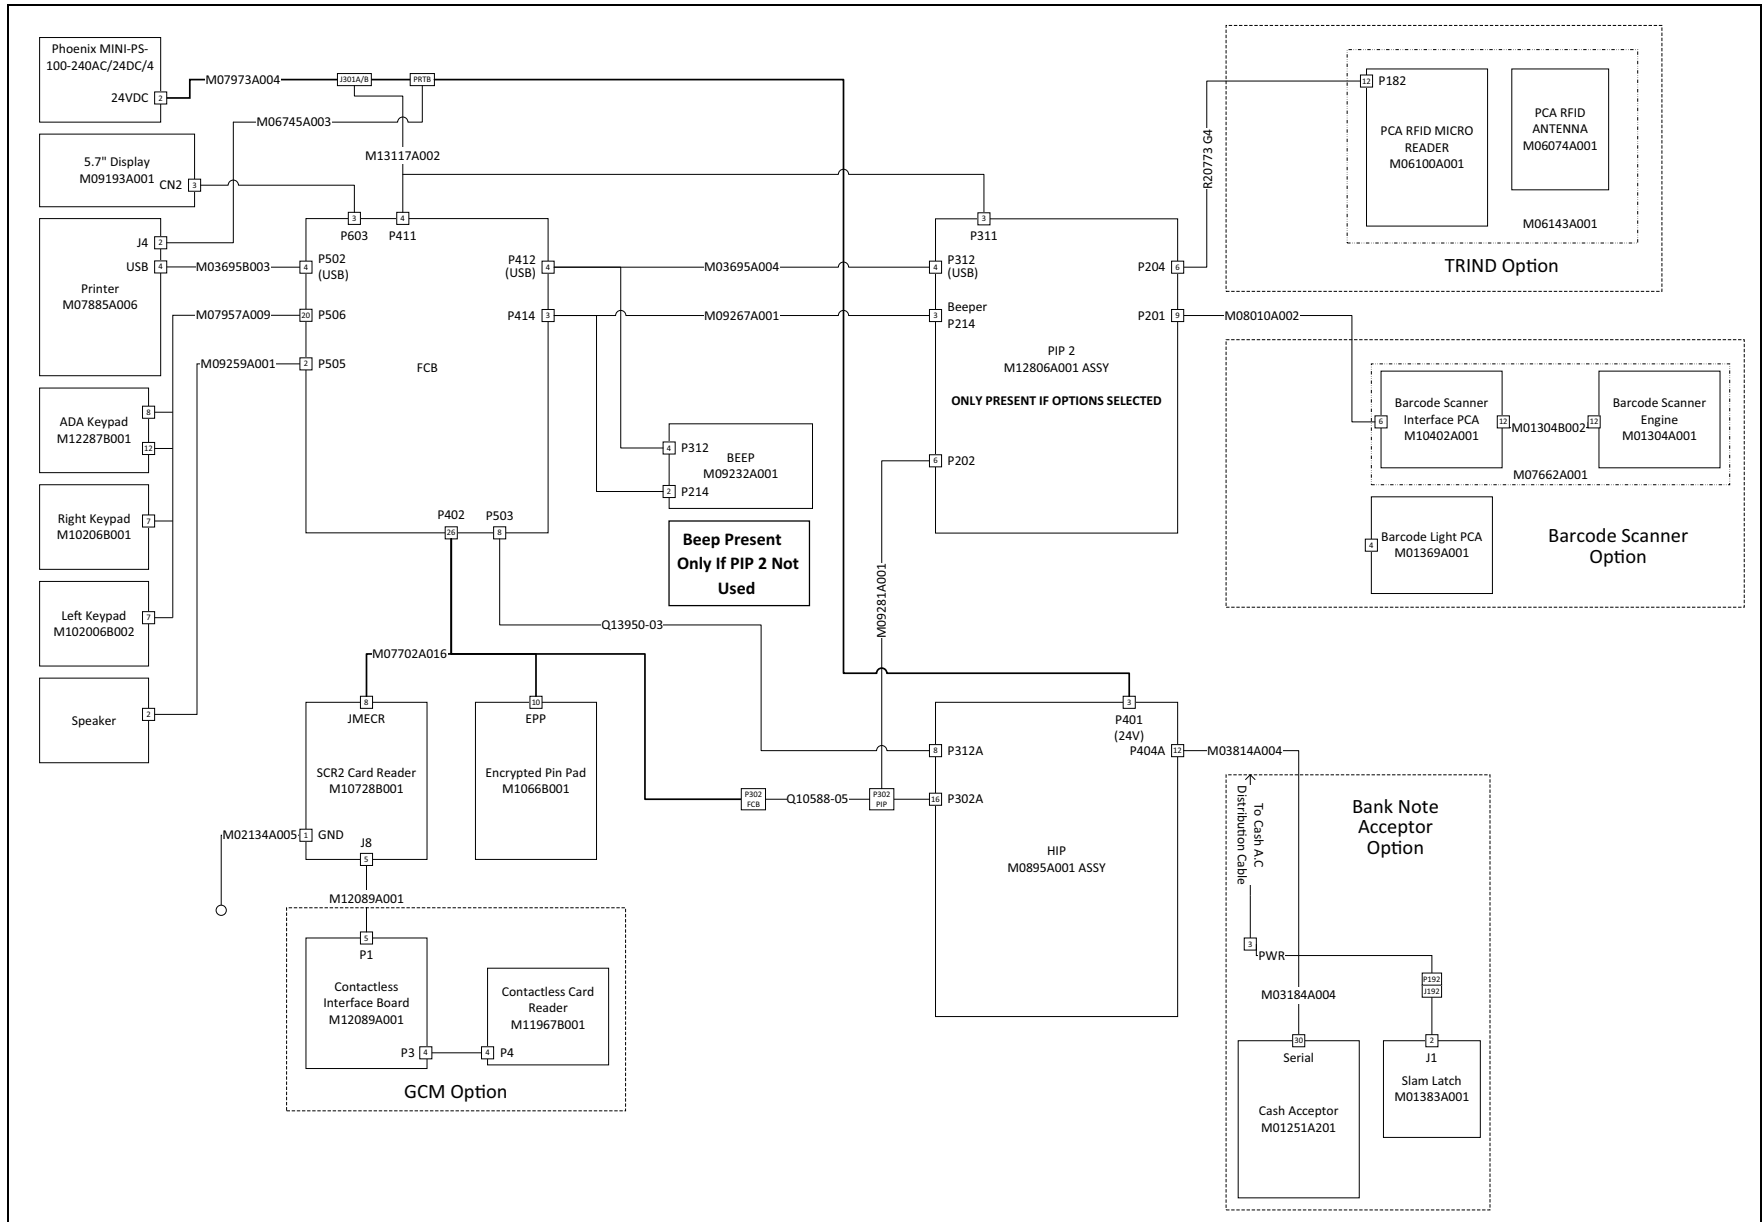 Phoenix MINI-PS-
100-240AC/24DC/4
24VDC
2
M07973A004
J301A/B
PRTB
M06745A003
M13117A002
5.7" Display
M09193A001
CN2
3
Printer
M07885A006
J4
2
USB
4
M03695B003
M07957A009
M09259A001
ADA Keypad
M12287B001
8
12
Right Keypad
M10206B001
7
Left Keypad
M102006B002
7
Speaker
2
3
P603
4
P411
4
P502
(USB)
20
P506
2
P505
FCB
P412
(USB)
4
P414
3
P402
26
P503
8
M03695A004
M09267A001
4
P312
BEEP
M09232A001
2
P214
Beep Present
Only If PIP 2 Not
Used
3
P311
4
P312
(USB)
3
Beeper
P214
PIP 2
M12806A001 ASSY
ONLY PRESENT IF OPTIONS SELECTED
6
P202
P204
6
P201
9
R20773 G4
M08010A002
M09281A001
12
P182
PCA RFID MICRO
READER
M06100A001
PCA RFID
ANTENNA
M06074A001
M06143A001
TRIND Option
6
Barcode Scanner
Interface PCA
M10402A001
12
M01304B002
12
Barcode Scanner
Engine
M01304A001
M07662A001
4
Barcode Light PCA
M01369A001
Barcode Scanner
Option
Q13950-03
M07702A016
8
JMECR
SCR2 Card Reader
M10728B001
M02134A005
1
GND
J8
5
M12089A001
10
EPP
Encrypted Pin Pad
M1066B001
P302
FCB
Q10588-05
P302
PIP
3
P401
(24V)
8
P312A
16
P302A
P404A
12
HIP
M0895A001 ASSY
M03814A004
5
P1
Contactless
Interface Board
M12089A001
P3
4
4
P4
Contactless Card
Reader
M11967B001
GCM Option
To Cash A.C
Distribution Cable
Bank Note
Acceptor
Option
3
PWR
P192
J192
M03184A004
30
Serial
Cash Acceptor
M01251A201
2
J1
Slam Latch
M01383A001